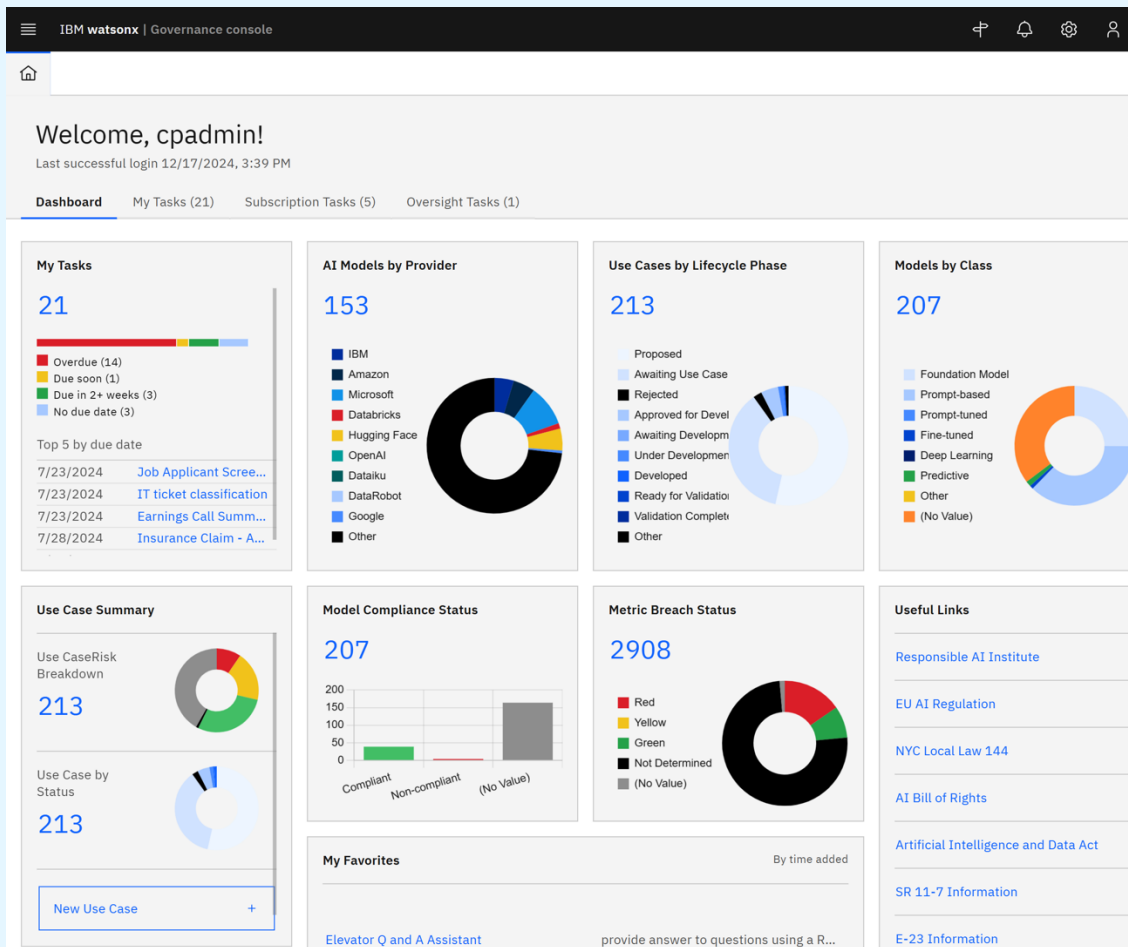 IBM watsonx | Governance console
Welcome, cpadmin!
Last successful login 12/17/2024, 3:39 PM
Dashboard My Tasks (21) Subscription Tasks (5) Oversight Tasks (1)
My Tasks
21
Overdue (14)
Due soon (1)
Due in 2+ weeks (3)
No due date (3)
Top 5 by due date
7/23/2024 Job Applicant Scree...
7/23/2024 IT ticket classification
7/23/2024 Earnings Call Summ...
7/28/2024 Insurance Claim - A...
AI Models by Provider
153
IBM
Amazon
Microsoft
Databricks
Hugging Face
OpenAI
Dataiku
DataRobot
Google
Other
Use Cases by Lifecycle Phase
213
Proposed
Awaiting Use Case
Rejected
Approved for Devel
Awaiting Developm
Under Developmen
Developed
Ready for Validatio
Validation Complet
Other
Models by Class
207
Foundation Model
Prompt-based
Prompt-tuned
Fine-tuned
Deep Learning
Predictive
Other
(No Value)
Use Case Summary
Use CaseRisk
Breakdown
213
Use Case by
Status
213
New Use Case +
Model Compliance Status
207
200
150
100
50
0
Compliant
Non-compliant
(No Value)
Metric Breach Status
2908
Red
Yellow
Green
Not Determined
(No Value)
My Favorites By time added
Elevator Q and A Assistant provide answer to questions using a R...
Useful Links
Responsible AI Institute
EU AI Regulation
NYC Local Law 144
AI Bill of Rights
Artificial Intelligence and Data Act
SR 11-7 Information
E-23 Information